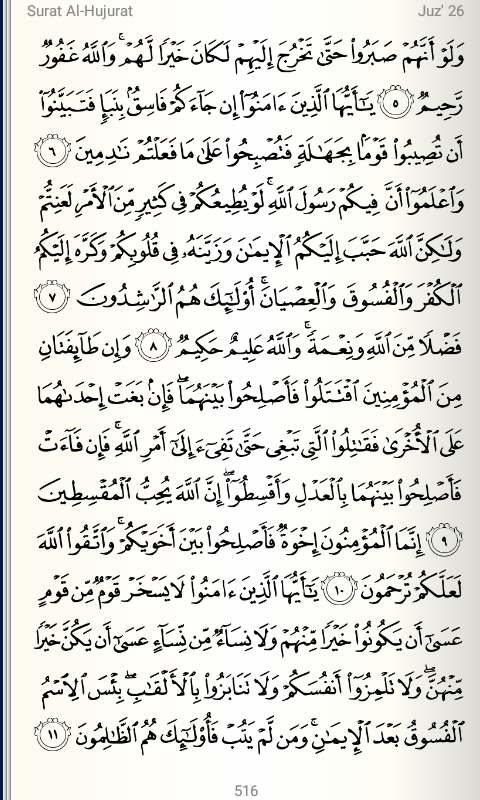 Surat Al-Hujurat Juz' 26
وَلَوْ أَنَّهُمْ صَبَرُوا۟ حَتَّىٰ تَخْرُجَ إِلَيْهِمْ لَكَانَ خَيْرًا لَّهُمْ ۚ وَٱللَّهُ غَفُورٌ
رَّحِيمٌ ٥ يَـٰٓأَيُّهَا ٱلَّذِينَ ءَامَنُوٓا۟ إِن جَآءَكُمْ فَاسِقٌۢ بِنَبَإٍ فَتَبَيَّنُوٓا۟
أَن تُصِيبُوا۟ قَوْمًۢا بِجَهَـٰلَةٍ فَتُصْبِحُوا۟ عَلَىٰ مَا فَعَلْتُمْ نَـٰدِمِينَ ٦
وَٱعْلَمُوٓا۟ أَنَّ فِيكُمْ رَسُولَ ٱللَّهِ ۚ لَوْ يُطِيعُكُمْ فِى كَثِيرٍ مِّنَ ٱلْأَمْرِ لَعَنِتُّمْ
وَلَـٰكِنَّ ٱللَّهَ حَبَّبَ إِلَيْكُمُ ٱلْإِيمَـٰنَ وَزَيَّنَهُۥ فِى قُلُوبِكُمْ وَكَرَّهَ إِلَيْكُمُ
ٱلْكُفْرَ وَٱلْفُسُوقَ وَٱلْعِصْيَانَ ۚ أُو۟لَـٰٓئِكَ هُمُ ٱلرَّٰشِدُونَ ٧
فَضْلًا مِّنَ ٱللَّهِ وَنِعْمَةً ۚ وَٱللَّهُ عَلِيمٌ حَكِيمٌ ٨ وَإِن طَآئِفَتَانِ
مِنَ ٱلْمُؤْمِنِينَ ٱقْتَتَلُوا۟ فَأَصْلِحُوا۟ بَيْنَهُمَا ۖ فَإِنۢ بَغَتْ إِحْدَىٰهُمَا
عَلَى ٱلْأُخْرَىٰ فَقَـٰتِلُوا۟ ٱلَّتِى تَبْغِى حَتَّىٰ تَفِىٓءَ إِلَىٰٓ أَمْرِ ٱللَّهِ ۚ فَإِن فَآءَتْ
فَأَصْلِحُوا۟ بَيْنَهُمَا بِٱلْعَدْلِ وَأَقْسِطُوٓا۟ ۖ إِنَّ ٱللَّهَ يُحِبُّ ٱلْمُقْسِطِينَ
٩ إِنَّمَا ٱلْمُؤْمِنُونَ إِخْوَةٌ فَأَصْلِحُوا۟ بَيْنَ أَخَوَيْكُمْ ۚ وَٱتَّقُوا۟ ٱللَّهَ
لَعَلَّكُمْ تُرْحَمُونَ ١٠ يَـٰٓأَيُّهَا ٱلَّذِينَ ءَامَنُوا۟ لَا يَسْخَرْ قَوْمٌ مِّن قَوْمٍ
عَسَىٰٓ أَن يَكُونُوا۟ خَيْرًا مِّنْهُمْ وَلَا نِسَآءٌ مِّن نِّسَآءٍ عَسَىٰٓ أَن يَكُنَّ خَيْرًا
مِّنْهُنَّ ۖ وَلَا تَلْمِزُوٓا۟ أَنفُسَكُمْ وَلَا تَنَابَزُوا۟ بِٱلْأَلْقَـٰبِ ۖ بِئْسَ ٱلِٱسْمُ
ٱلْفُسُوقُ بَعْدَ ٱلْإِيمَـٰنِ ۚ وَمَن لَّمْ يَتُبْ فَأُو۟لَـٰٓئِكَ هُمُ ٱلظَّـٰلِمُونَ ١١
516